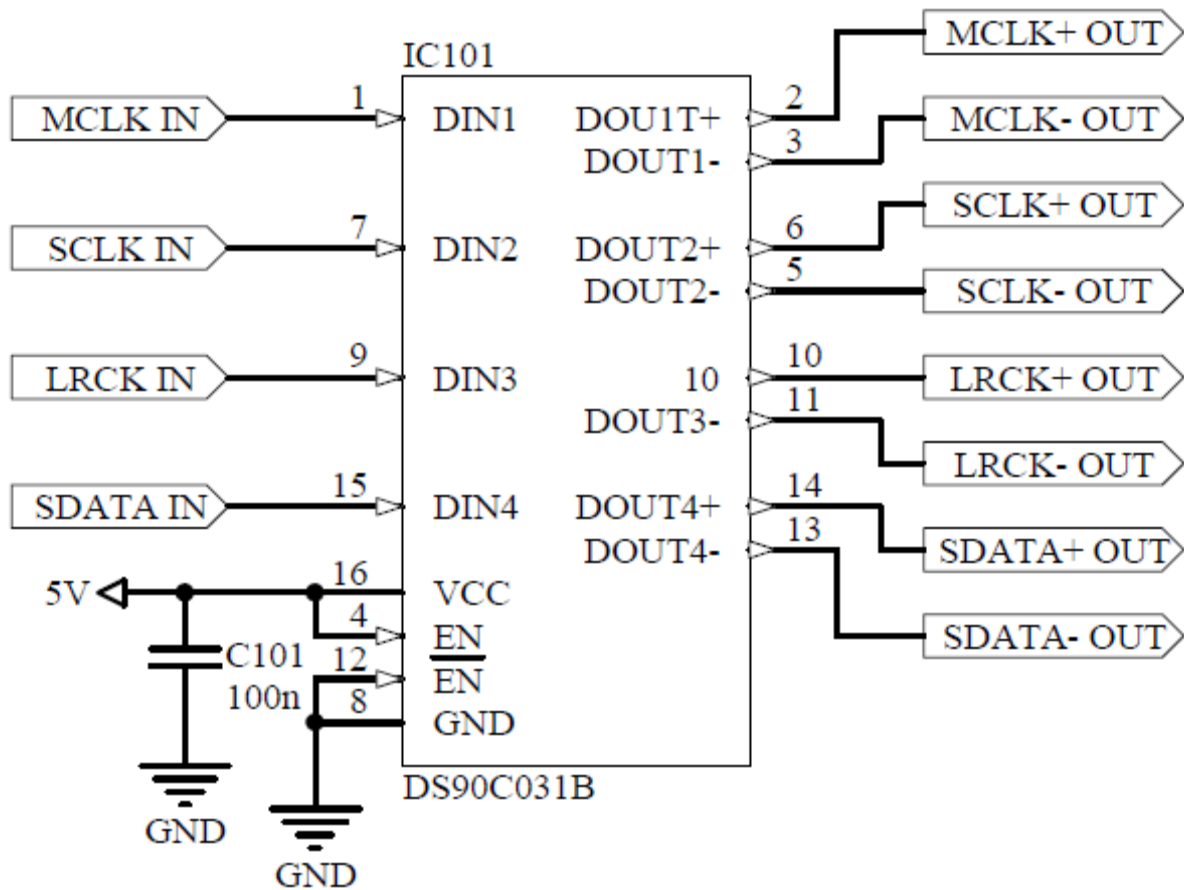 MCLK+ OUT
IC101
MCLK IN
1
DIN1
DOU1T+
2
MCLK- OUT
DOUT1-
3
SCLK+ OUT
SCLK IN
7
DIN2
DOUT2+
6
DOUT2-
5
SCLK- OUT
LRCK IN
9
DIN3
10
10
LRCK+ OUT
DOUT3-
11
LRCK- OUT
SDATA IN
15
DIN4
DOUT4+
14
DOUT4-
13
SDATA+ OUT
5V
16
VCC
4
EN
SDATA- OUT
C101
100n
12
EN
8
GND
DS90C031B
GND
GND